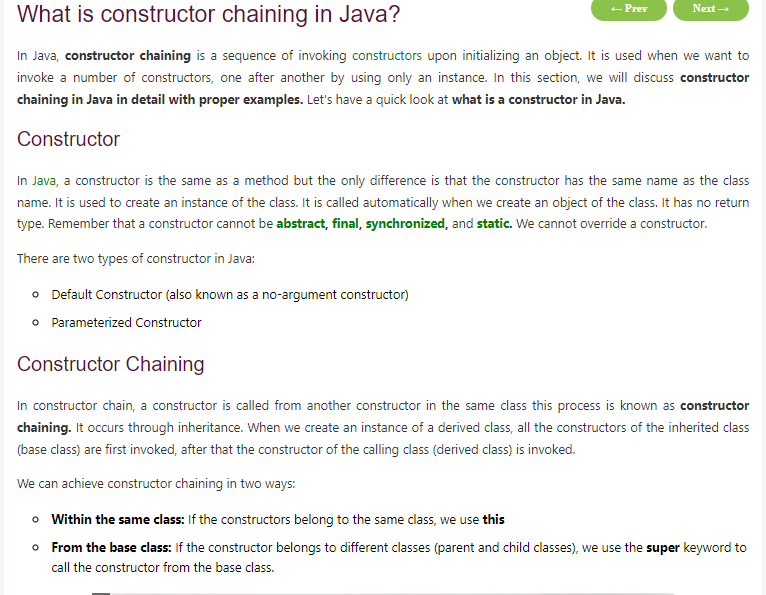 What is constructor chaining in Java?
← Prev
Next →
In Java, constructor chaining is a sequence of invoking constructors upon initializing an object. It is used when we want to
invoke a number of constructors, one after another by using only an instance. In this section, we will discuss constructor
chaining in Java in detail with proper examples. Let's have a quick look at what is a constructor in Java.
Constructor
In Java, a constructor is the same as a method but the only difference is that the constructor has the same name as the class
name. It is used to create an instance of the class. It is called automatically when we create an object of the class. It has no return
type. Remember that a constructor cannot be abstract, final, synchronized, and static. We cannot override a constructor.
There are two types of constructor in Java:
Default Constructor (also known as a no-argument constructor)
Parameterized Constructor
Constructor Chaining
In constructor chain, a constructor is called from another constructor in the same class this process is known as constructor
chaining. It occurs through inheritance. When we create an instance of a derived class, all the constructors of the inherited class
(base class) are first invoked, after that the constructor of the calling class (derived class) is invoked.
We can achieve constructor chaining in two ways:
Within the same class: If the constructors belong to the same class, we use this
From the base class: If the constructor belongs to different classes (parent and child classes), we use the super keyword to
call the constructor from the base class.